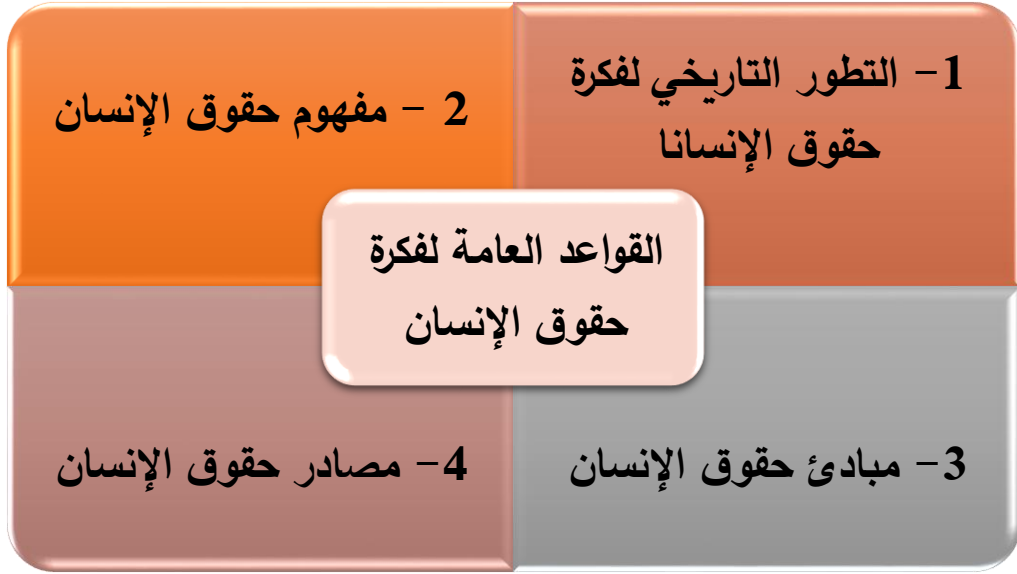 1- التطور التاريخي لفكرة
حقوق الإنسانا
2 - مفهوم حقوق الإنسان
القواعد العامة لفكرة
حقوق الإنسان
3- مبادئ حقوق الإنسان
4- مصادر حقوق الإنسان